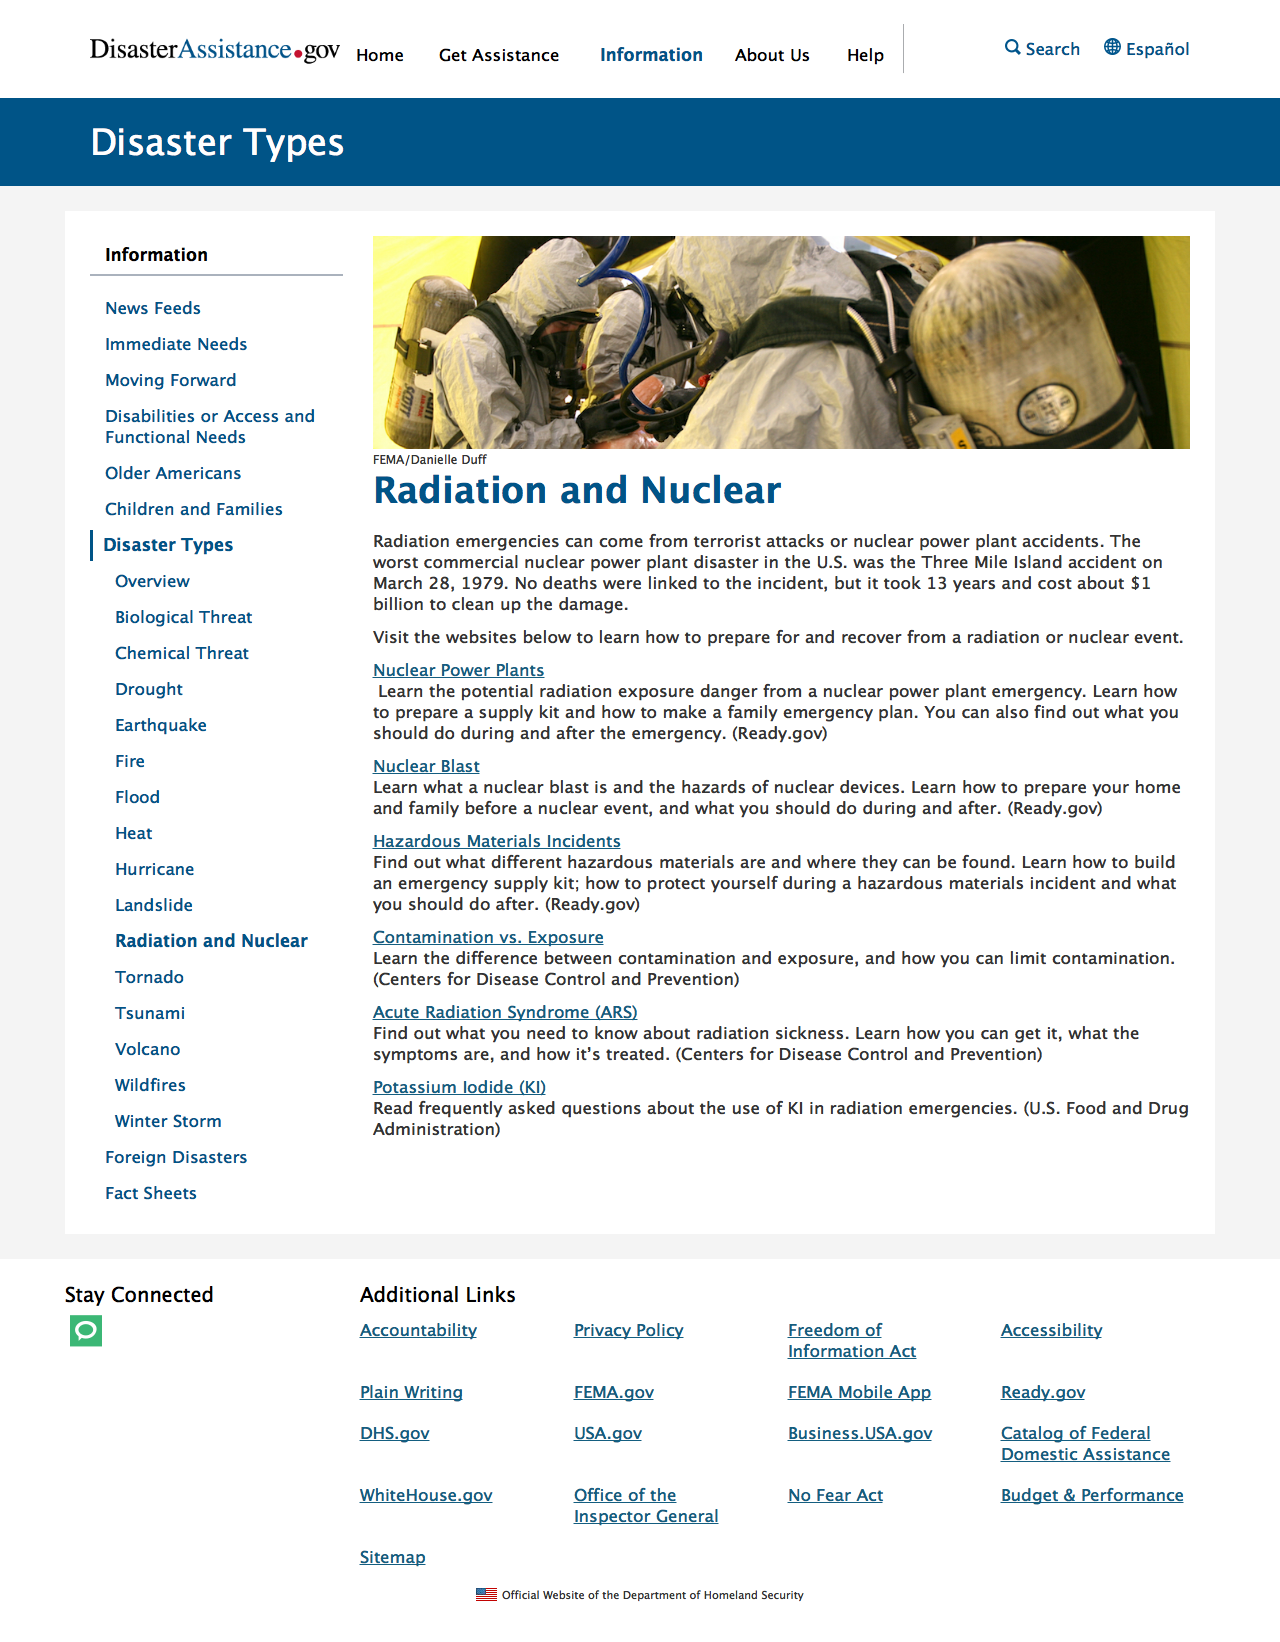 DisasterAssistance.gov
Home
Get Assistance
Information
About Us
Help
Search
Español
Disaster Types
Information
News Feeds
Immediate Needs
Moving Forward
Disabilities or Access and
Functional Needs
Older Americans
Children and Families
Disaster Types
Overview
Biological Threat
Chemical Threat
Drought
Earthquake
Fire
Flood
Heat
Hurricane
Landslide
Radiation and Nuclear
Tornado
Tsunami
Volcano
Wildfires
Winter Storm
Foreign Disasters
Fact Sheets
FEMA/Danielle Duff
Radiation and Nuclear
Radiation emergencies can come from terrorist attacks or nuclear power plant accidents. The
worst commercial nuclear power plant disaster in the U.S. was the Three Mile Island accident on
March 28, 1979. No deaths were linked to the incident, but it took 13 years and cost about $1
billion to clean up the damage.
Visit the websites below to learn how to prepare for and recover from a radiation or nuclear event.
Nuclear Power Plants
Learn the potential radiation exposure danger from a nuclear power plant emergency. Learn how
to prepare a supply kit and how to make a family emergency plan. You can also find out what you
should do during and after the emergency. (Ready.gov)
Nuclear Blast
Learn what a nuclear blast is and the hazards of nuclear devices. Learn how to prepare your home
and family before a nuclear event, and what you should do during and after. (Ready.gov)
Hazardous Materials Incidents
Find out what different hazardous materials are and where they can be found. Learn how to build
an emergency supply kit; how to protect yourself during a hazardous materials incident and what
you should do after. (Ready.gov)
Contamination vs. Exposure
Learn the difference between contamination and exposure, and how you can limit contamination.
(Centers for Disease Control and Prevention)
Acute Radiation Syndrome (ARS)
Find out what you need to know about radiation sickness. Learn how you can get it, what the
symptoms are, and how it’s treated. (Centers for Disease Control and Prevention)
Potassium Iodide (KI)
Read frequently asked questions about the use of KI in radiation emergencies. (U.S. Food and Drug
Administration)
Stay Connected
Additional Links
Accountability
Privacy Policy
Freedom of
Information Act
Accessibility
Plain Writing
FEMA.gov
FEMA Mobile App
Ready.gov
DHS.gov
USA.gov
Business.USA.gov
Catalog of Federal
Domestic Assistance
WhiteHouse.gov
Office of the
Inspector General
No Fear Act
Budget & Performance
Sitemap
Official Website of the Department of Homeland Security